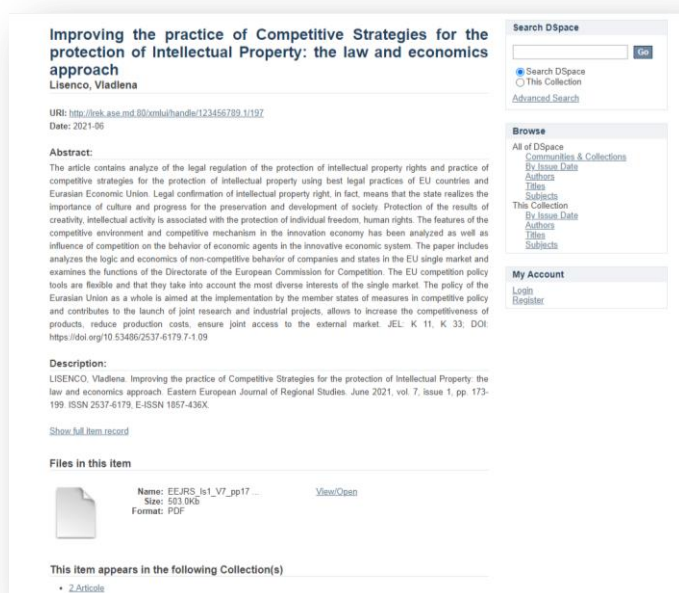 Improving the practice of Competitive Strategies for the
protection of Intellectual Property: the law and economics
approach
Lisenco, Vladlena
URI: http://irek.ase.md:80/xmlui/handle/123456789.1/197
Date: 2021-06
Abstract:
The article contains analyze of the legal regulation of the protection of intellectual property rights and practice of
competitive strategies for the protection of intellectual property using best legal practices of EU countries and
Eurasian Economic Union. Legal confirmation of intellectual property right, in fact, means that the state realizes the
importance of culture and progress for the preservation and development of society. Protection of the results of
creativity, intellectual activity is associated with the protection of individual freedom, human rights. The features of the
competitive environment and competitive mechanism in the innovation economy has been analyzed as well as
influence of competition on the behavior of economic agents in the innovative economic system. The paper includes
analyzes the logic and economics of non-competitive behavior of companies and states in the EU single market and
examines the functions of the Directorate of the European Commission for Competition. The EU competition policy
tools are flexible and that they take into account the most diverse interests of the single market. The policy of the
Eurasian Union as a whole is aimed at the implementation by the member states of measures in competitive policy
and contributes to the launch of joint research and industrial projects, allows to increase the competitiveness of
products, reduce production costs, ensure joint access to the external market. JEL: K 11, K 33; DOI:
https://doi.org/10.53486/2537-6179.7-1.09
Description:
LISENCO, Vladlena. Improving the practice of Competitive Strategies for the protection of Intellectual Property: the
law and economics approach. Eastern European Journal of Regional Studies. June 2021, vol. 7, issue 1, pp. 173-
199. ISSN 2537-6179, E-ISSN 1857-436X.
Show full item record
Files in this item
Name: EEJRS_Is1_V7_pp17 ...
Size: 503.0Kb
Format: PDF
View/Open
This item appears in the following Collection(s)
• 2.Articole
Search DSpace
Go
Search DSpace
This Collection
Advanced Search
Browse
All of DSpace
Communities & Collections
By Issue Date
Authors
Titles
Subjects
This Collection
By Issue Date
Authors
Titles
Subjects
My Account
Login
Register